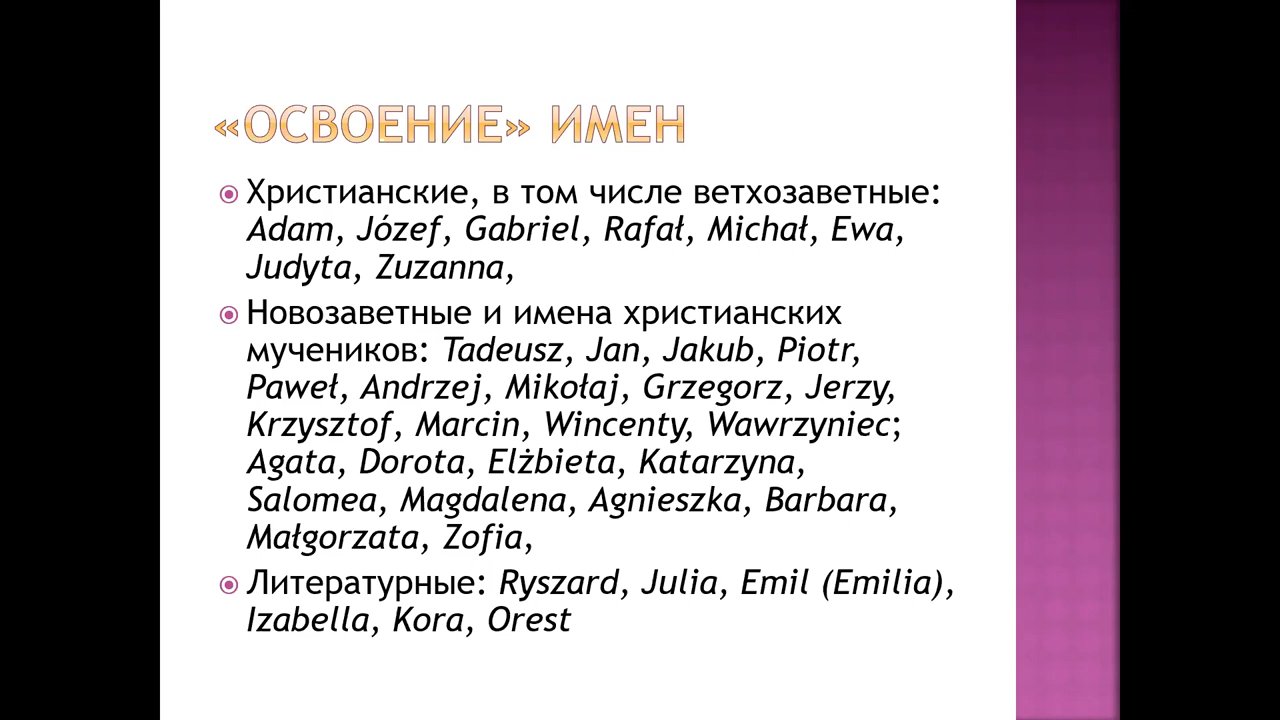 «ОСВОЕНИЕ» ИМЕН
Христианские, в том числе ветхозаветные:
Adam, Józef, Gabriel, Rafał, Michał, Ewa,
Judyta, Zuzanna,
Новозаветные и имена христианских
мучеников: Tadeusz, Jan, Jakub, Piotr,
Paweł, Andrzej, Mikołaj, Grzegorz, Jerzy,
Krzysztof, Marcin, Wincenty, Wawrzyniec;
Agata, Dorota, Elżbieta, Katarzyna,
Salomea, Magdalena, Agnieszka, Barbara,
Małgorzata, Zofia,
Литературные: Ryszard, Julia, Emil (Emilia),
Izabella, Kora, Orest